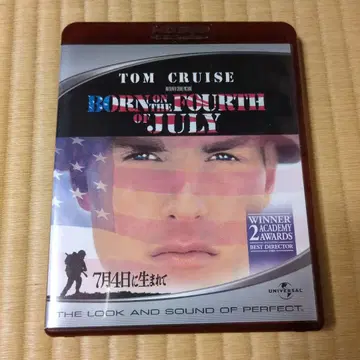 TOM CRUISE
BORN ON THE FOURTH
OF JULY
WINNER
2 ACADEMY
AWARDS
BEST DIRECTOR
7月4日に生まれて
UNIVERSAL
THE LOOK AND SOUND OF PERFECT.